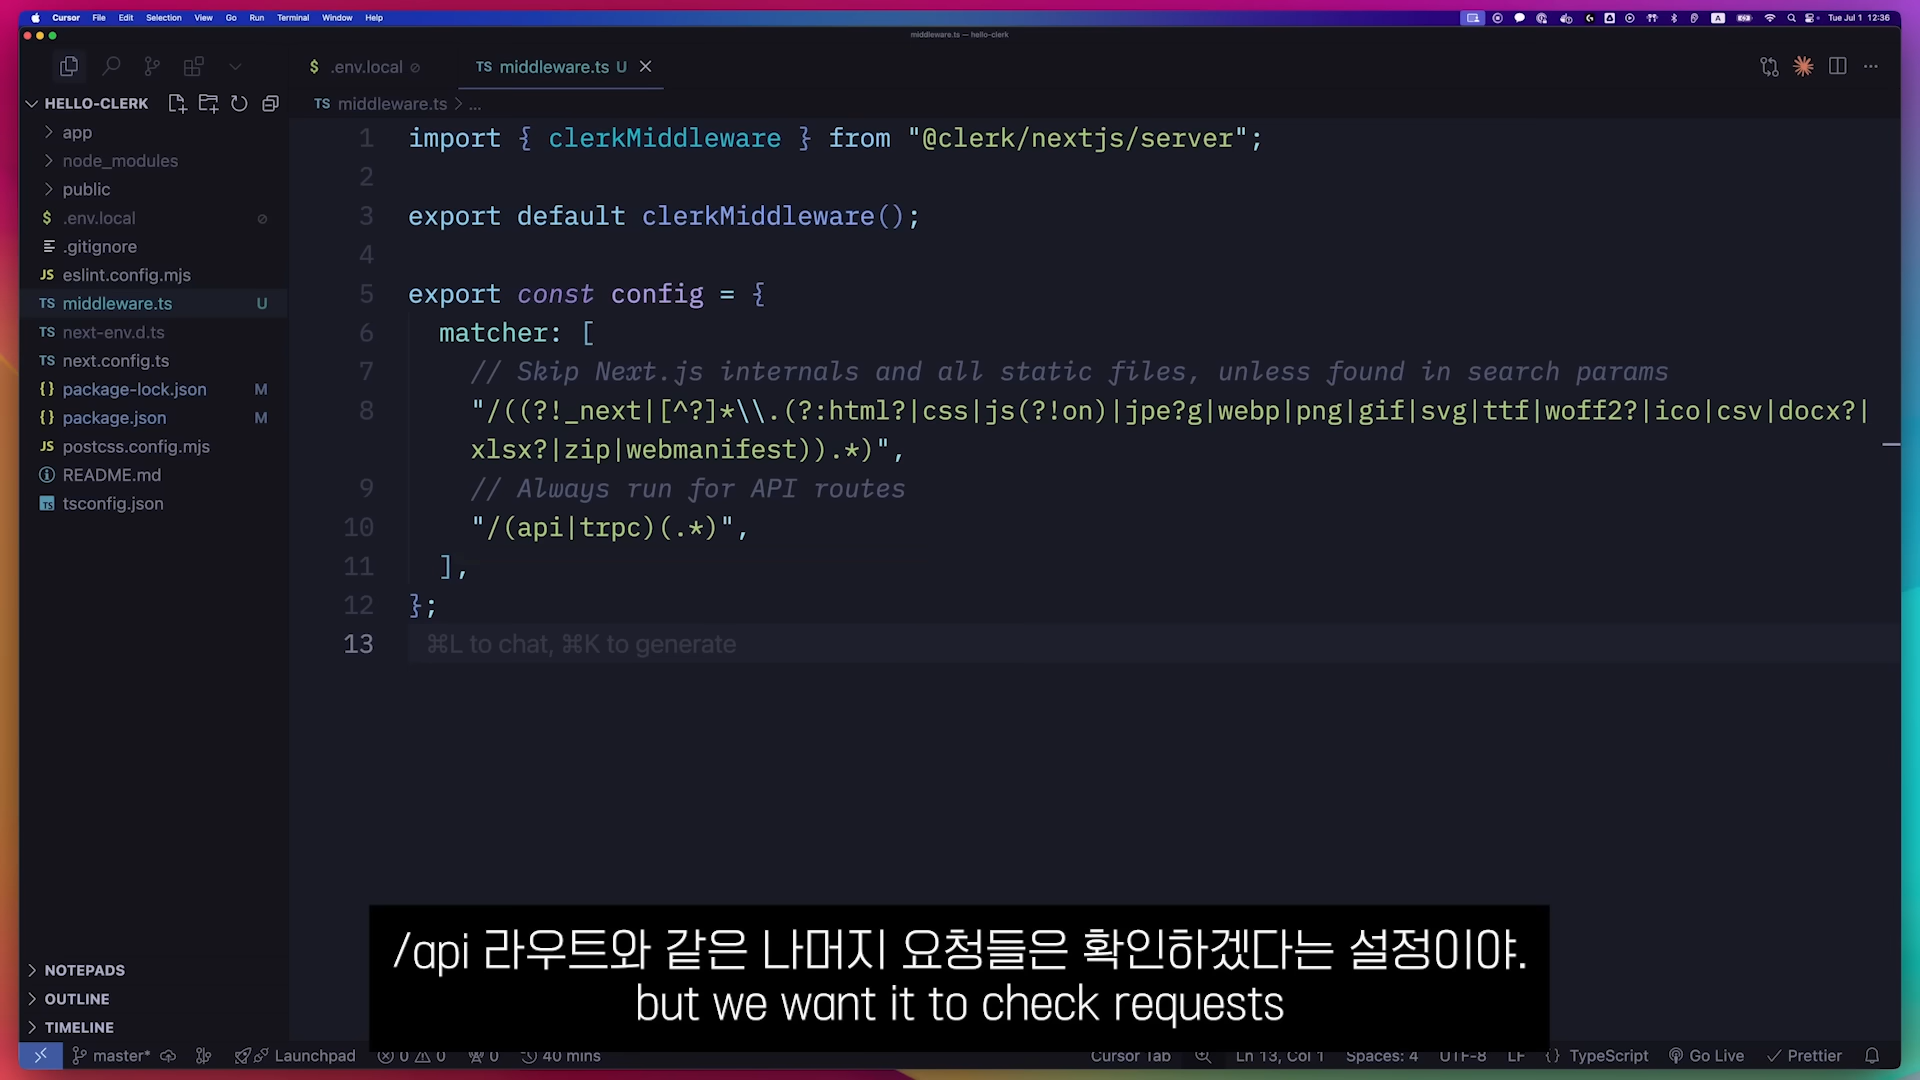 Cursor File Edit Selection View Go Run Terminal Window Help
Tue Jul 1 12:36
middleware.ts — hello-clerk
.env.local
TS middleware.ts U
HELLO-CLERK
TS middleware.ts > ...
app
node_modules
public
$ .env.local
.gitignore
JS eslint.config.mjs
TS middleware.ts U
TS next-env.d.ts
TS next.config.ts
{} package-lock.json M
{} package.json M
JS postcss.config.mjs
README.md
TS tsconfig.json
NOTEPADS
OUTLINE
TIMELINE
1 import { clerkMiddleware } from "@clerk/nextjs/server";
2
3 export default clerkMiddleware();
4
5 export const config = {
6 matcher: [
7 // Skip Next.js internals and all static files, unless found in search params
8 "/((?!_next|[^?]*\\.(?:html?|css|js(?!on)|jpe?g|webp|png|gif|svg|ttf|woff2?|ico|csv|docx?|
xlsx?|zip|webmanifest)).*)",
9 // Always run for API routes
10 "/(api|trpc)(.*)",
11 ],
12 };
13 ⌘L to chat, ⌘K to generate
/api 라우트와 같은 나머지 요청들은 확인하겠다는 설정이야.
but we want it to check requests
master* Launchpad 0 0 0 40 mins Cursor Tab Ln 13, Col 1 Spaces: 4 UTF-8 LF {} TypeScript Go Live Prettier